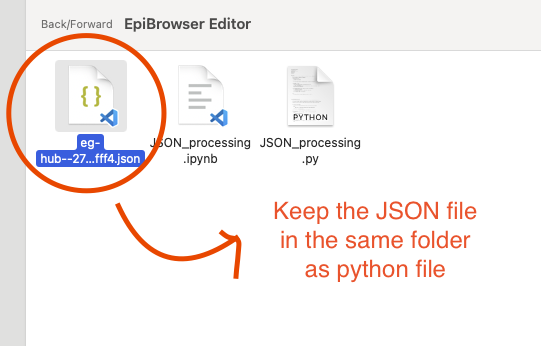 Back/Forward EpiBrowser Editor
{ }
eg-
hub--27...fff4.json
JSON_processing
.ipynb
PYTHON
JSON_processing
.py
Keep the JSON file
in the same folder
as python file